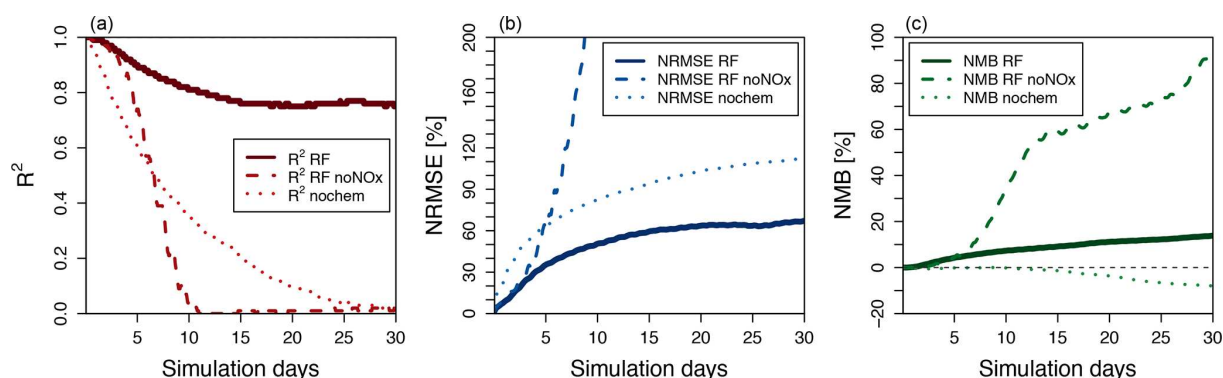 (a)
R²
1.0
0.8
0.6
0.4
0.2
0.0
R² RF
R² RF noNOx
R² nochem
5 10 15 20 25 30
Simulation days
(b)
NRMSE [%]
200
160
120
90
60
30
0
NRMSE RF
NRMSE RF noNOx
NRMSE nochem
5 10 15 20 25 30
Simulation days
(c)
NMB [%]
100
80
60
40
20
0
−20
NMB RF
NMB RF noNOx
NMB nochem
5 10 15 20 25 30
Simulation days